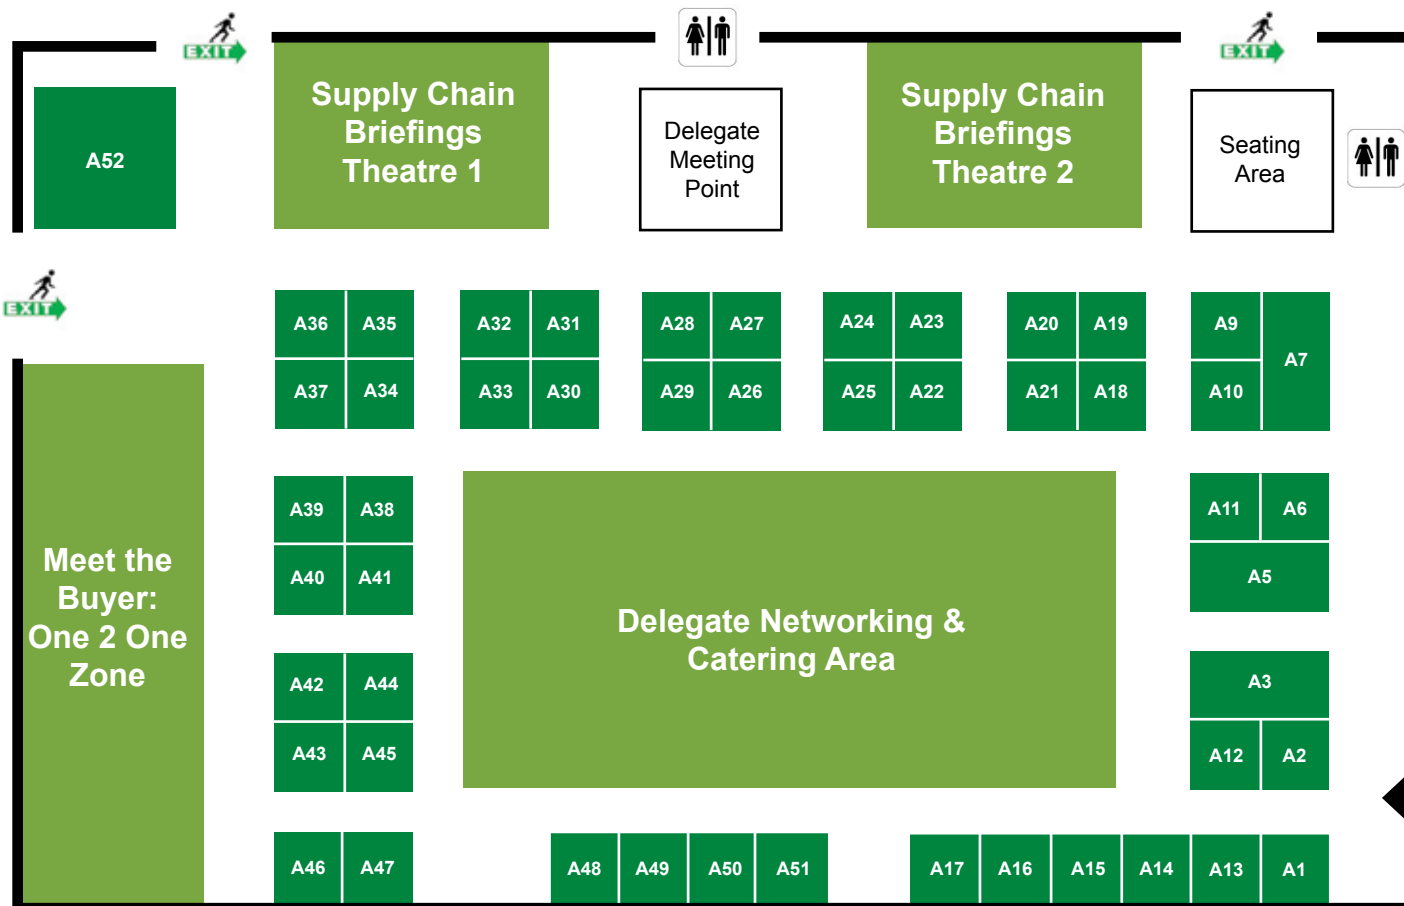 EXIT
EXIT
A52
Supply Chain
Briefings
Theatre 1
Delegate
Meeting
Point
Supply Chain
Briefings
Theatre 2
Seating
Area
EXIT
A36 A35 A32 A31 A28 A27 A24 A23 A20 A19 A9
A7
A37 A34 A33 A30 A29 A26 A25 A22 A21 A18 A10
A39 A38 A11 A6
A40 A41 A5
Meet the
Buyer:
One 2 One
Zone
Delegate Networking &
Catering Area
A42 A44 A3
A43 A45 A12 A2
A46 A47 A48 A49 A50 A51 A17 A16 A15 A14 A13 A1